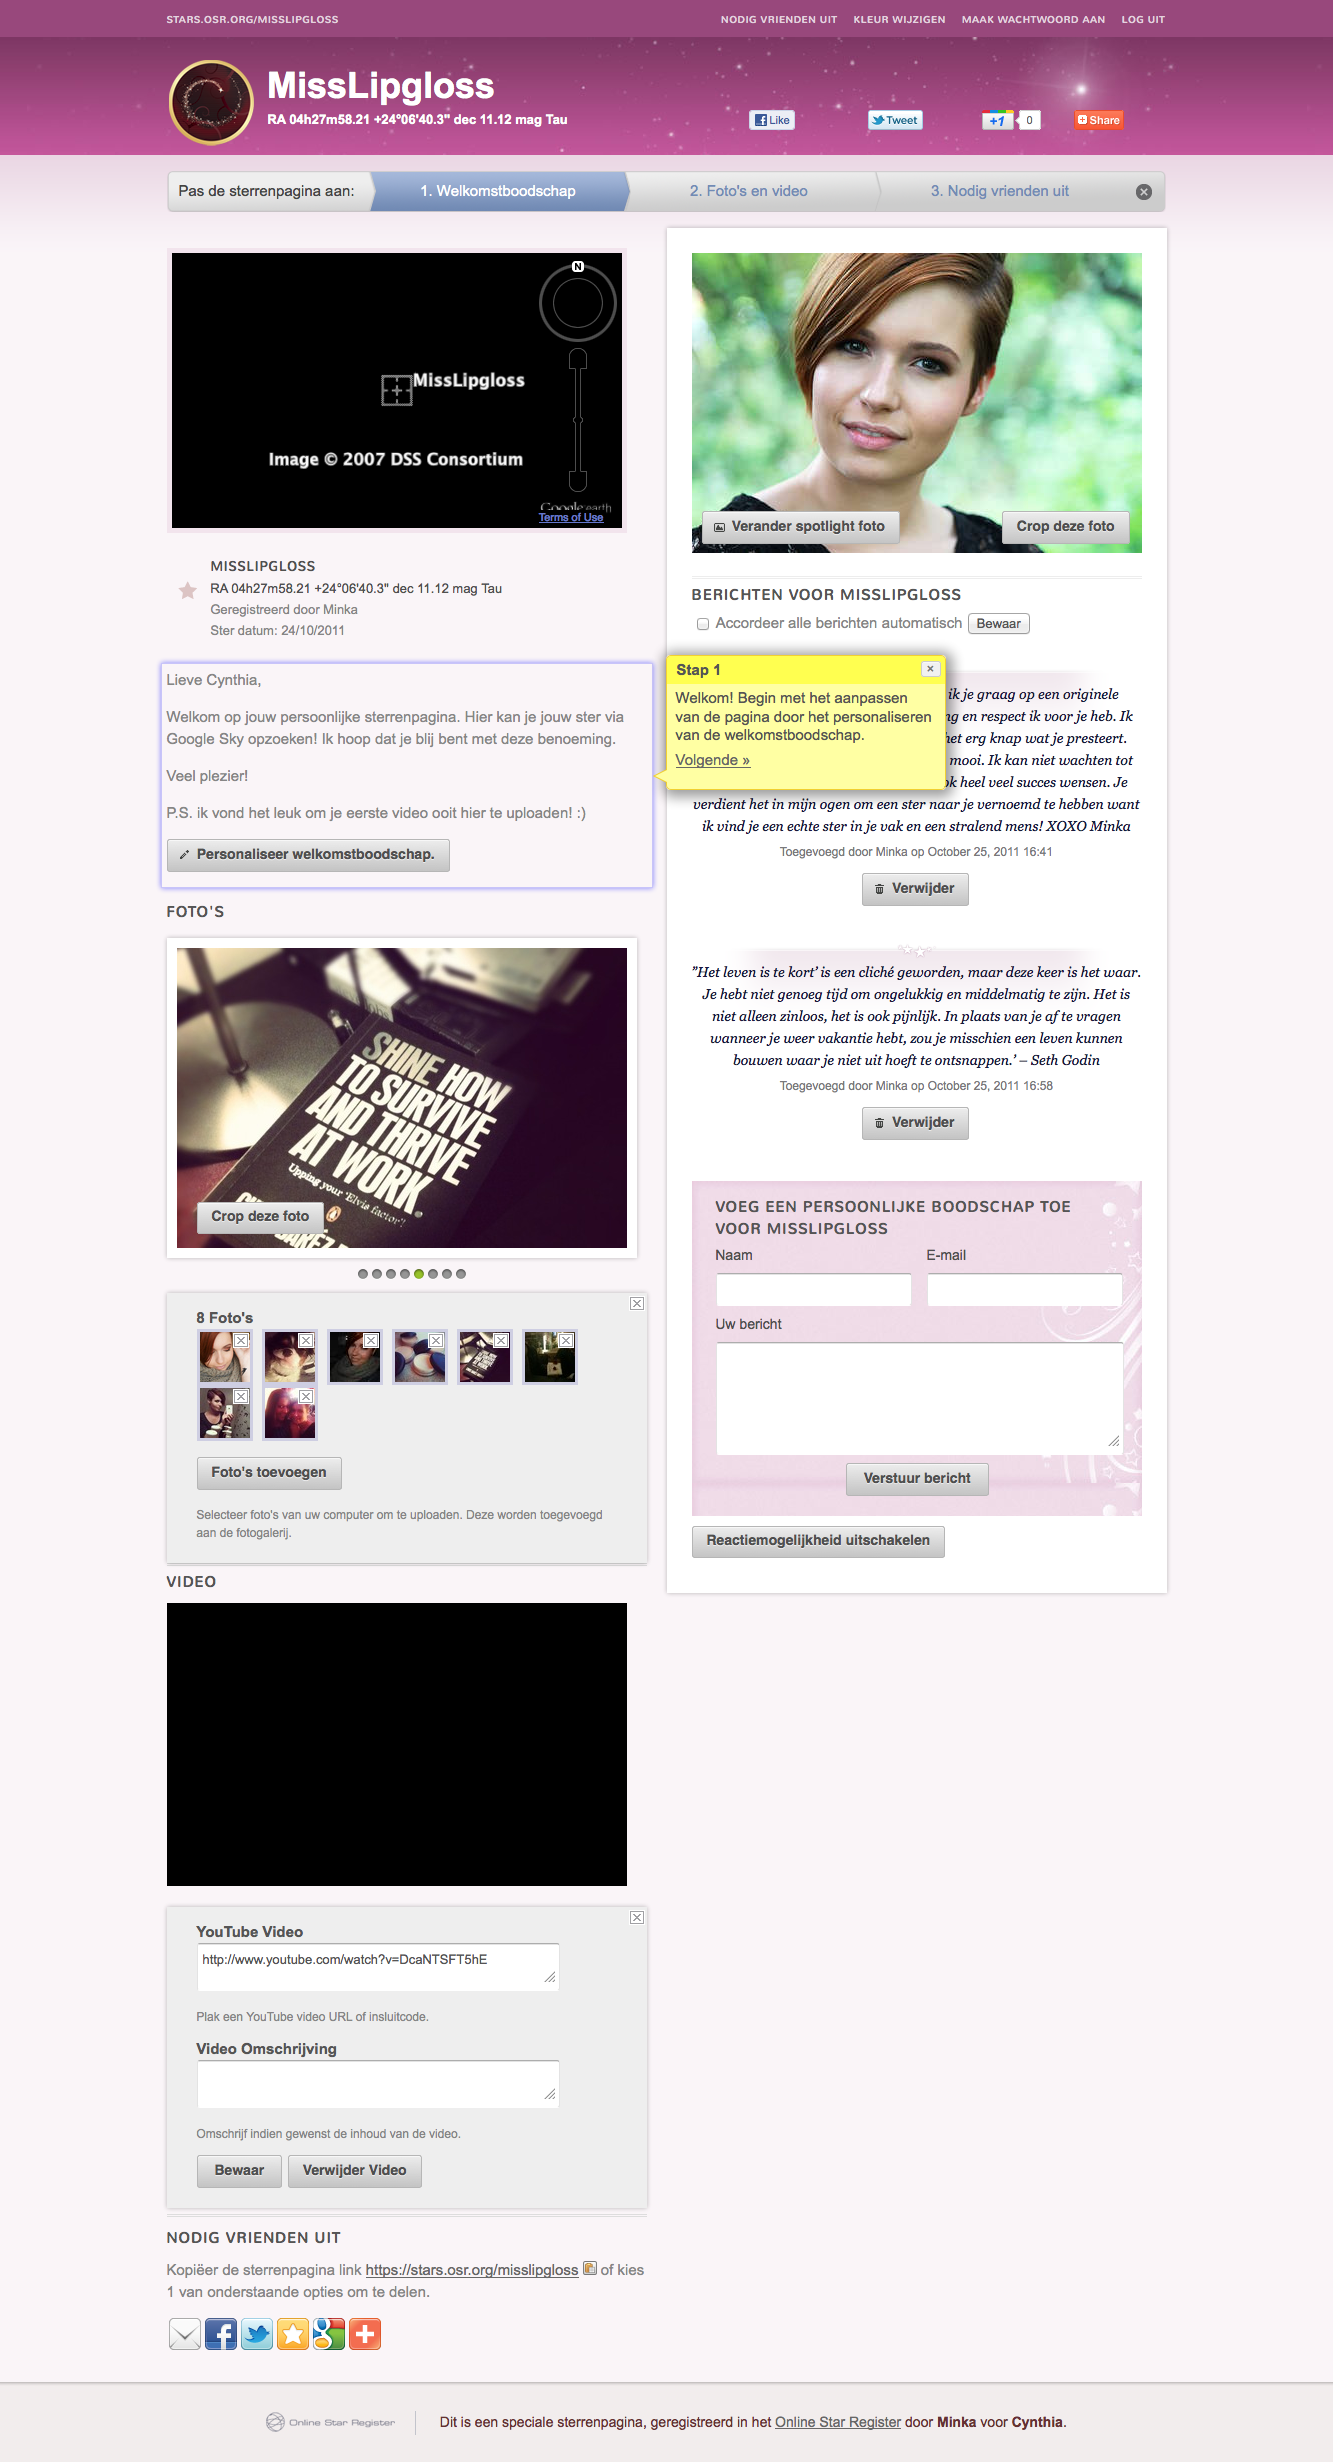 STARS.OSR.ORG/MISSLIPGLOSS
NODIG VRIENDEN UIT KLEUR WIJZIGEN MAAK WACHTWOORD AAN LOG UIT
MissLipgloss
RA 04h27m58.21 +24°06'40.3" dec 11.12 mag Tau
Like
Tweet
+1
0
Share
Pas de sterrenpagina aan:
1. Welkomstboodschap
2. Foto's en video
3. Nodig vrienden uit
N
MissLipgloss
Image © 2007 DSS Consortium
Google earth
Terms of Use
MISSLIPGLOSS
RA 04h27m58.21 +24°06'40.3" dec 11.12 mag Tau
Geregistreerd door Minka
Ster datum: 24/10/2011
Lieve Cynthia,
Welkom op jouw persoonlijke sterrenpagina. Hier kan je jouw ster via
Google Sky opzoeken! Ik hoop dat je blij bent met deze benoeming.
Veel plezier!
P.S. ik vond het leuk om je eerste video ooit hier te uploaden! :)
Personaliseer welkomstboodschap.
FOTO'S
SHINE HOW
TO SURVIVE
AND THRIVE
AT WORK.
Upping your 'Elvis factor'!
Crop deze foto
8 Foto's
Foto's toevoegen
Selecteer foto's van uw computer om te uploaden. Deze worden toegevoegd
aan de fotogalerij.
VIDEO
YouTube Video
http://www.youtube.com/watch?v=DcaNTSFT5hE
Plak een YouTube video URL of insluitcode.
Video Omschrijving
Omschrijf indien gewenst de inhoud van de video.
Bewaar
Verwijder Video
NODIG VRIENDEN UIT
Kopiëer de sterrenpagina link https://stars.osr.org/misslipgloss of kies
1 van onderstaande opties om te delen.
Verander spotlight foto
Crop deze foto
BERICHTEN VOOR MISSLIPGLOSS
Accordeer alle berichten automatisch Bewaar
Stap 1
Welkom! Begin met het aanpassen
van de pagina door het personaliseren
van de welkomstboodschap.
Volgende »
ik je graag op een originele
en respect ik voor je heb. Ik
het erg knap wat je presteert.
mooi. Ik kan niet wachten tot
heel veel succes wensen. Je
verdient het in mijn ogen om een ster naar je vernoemd te hebben want
ik vind je een echte ster in je vak en een stralend mens! XOXO Minka
Toegevoegd door Minka op October 25, 2011 16:41
Verwijder
”Het leven is te kort’ is een cliché geworden, maar deze keer is het waar.
Je hebt niet genoeg tijd om ongelukkig en middelmatig te zijn. Het is
niet alleen zinloos, het is ook pijnlijk. In plaats van je af te vragen
wanneer je weer vakantie hebt, zou je misschien een leven kunnen
bouwen waar je niet uit hoeft te ontsnappen.’ – Seth Godin
Toegevoegd door Minka op October 25, 2011 16:58
Verwijder
VOEG EEN PERSOONLIJKE BOODSCHAP TOE
VOOR MISSLIPGLOSS
Naam
E-mail
Uw bericht
Verstuur bericht
Reactiemogelijkheid uitschakelen
Online Star Register
Dit is een speciale sterrenpagina, geregistreerd in het Online Star Register door Minka voor Cynthia.